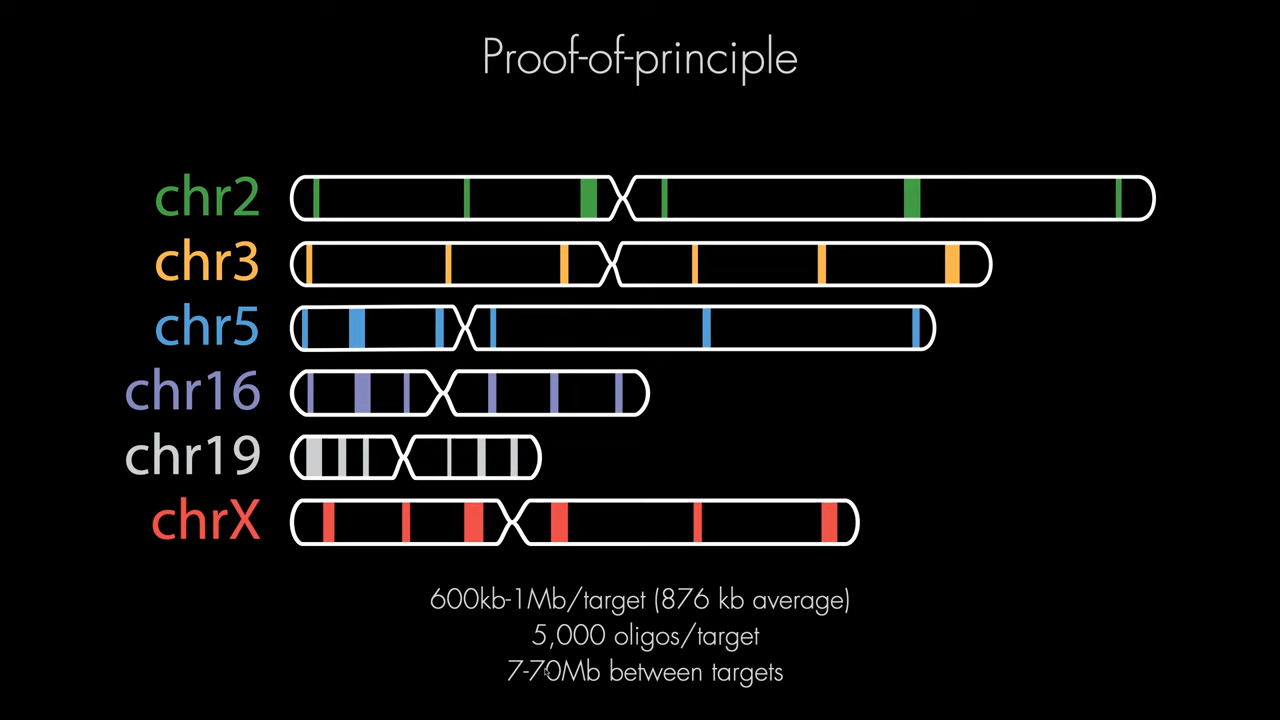 Proof-of-principle
chr2
chr3
chr5
chr16
chr19
chrX
600kb-1Mb/target (876 kb average)
5,000 oligos/target
7-70Mb between targets